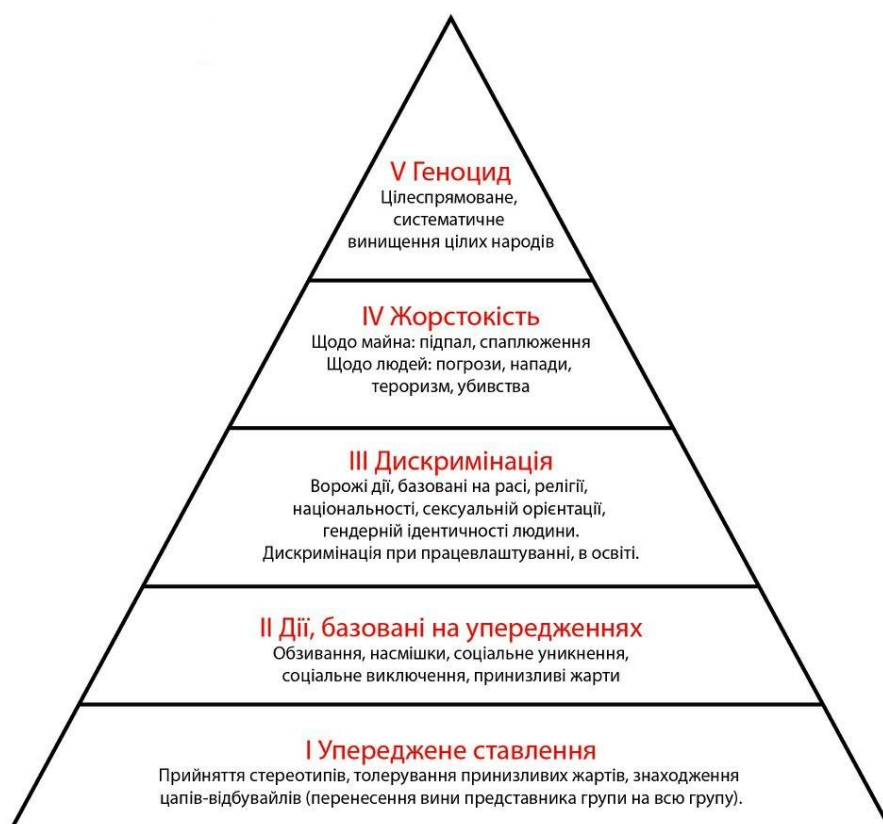 V Геноцид
Цілеспрямоване,
систематичне
винищення цілих народів
IV Жорстокість
Щодо майна: підпал, спаплюження
Щодо людей: погрози, напади,
тероризм, убивства
III Дискримінація
Ворожі дії, базовані на расі, релігії,
національності, сексуальній орієнтації,
гендерній ідентичності людини.
Дискримінація при працевлаштуванні, в освіті.
II Дії, базовані на упередженнях
Обзивання, насмішки, соціальне уникнення,
соціальне виключення, принизливі жарти
I Упереджене ставлення
Прийняття стереотипів, толерування принизливих жартів, знаходження
цапів-відбувайлів (перенесення вини представника групи на всю групу).